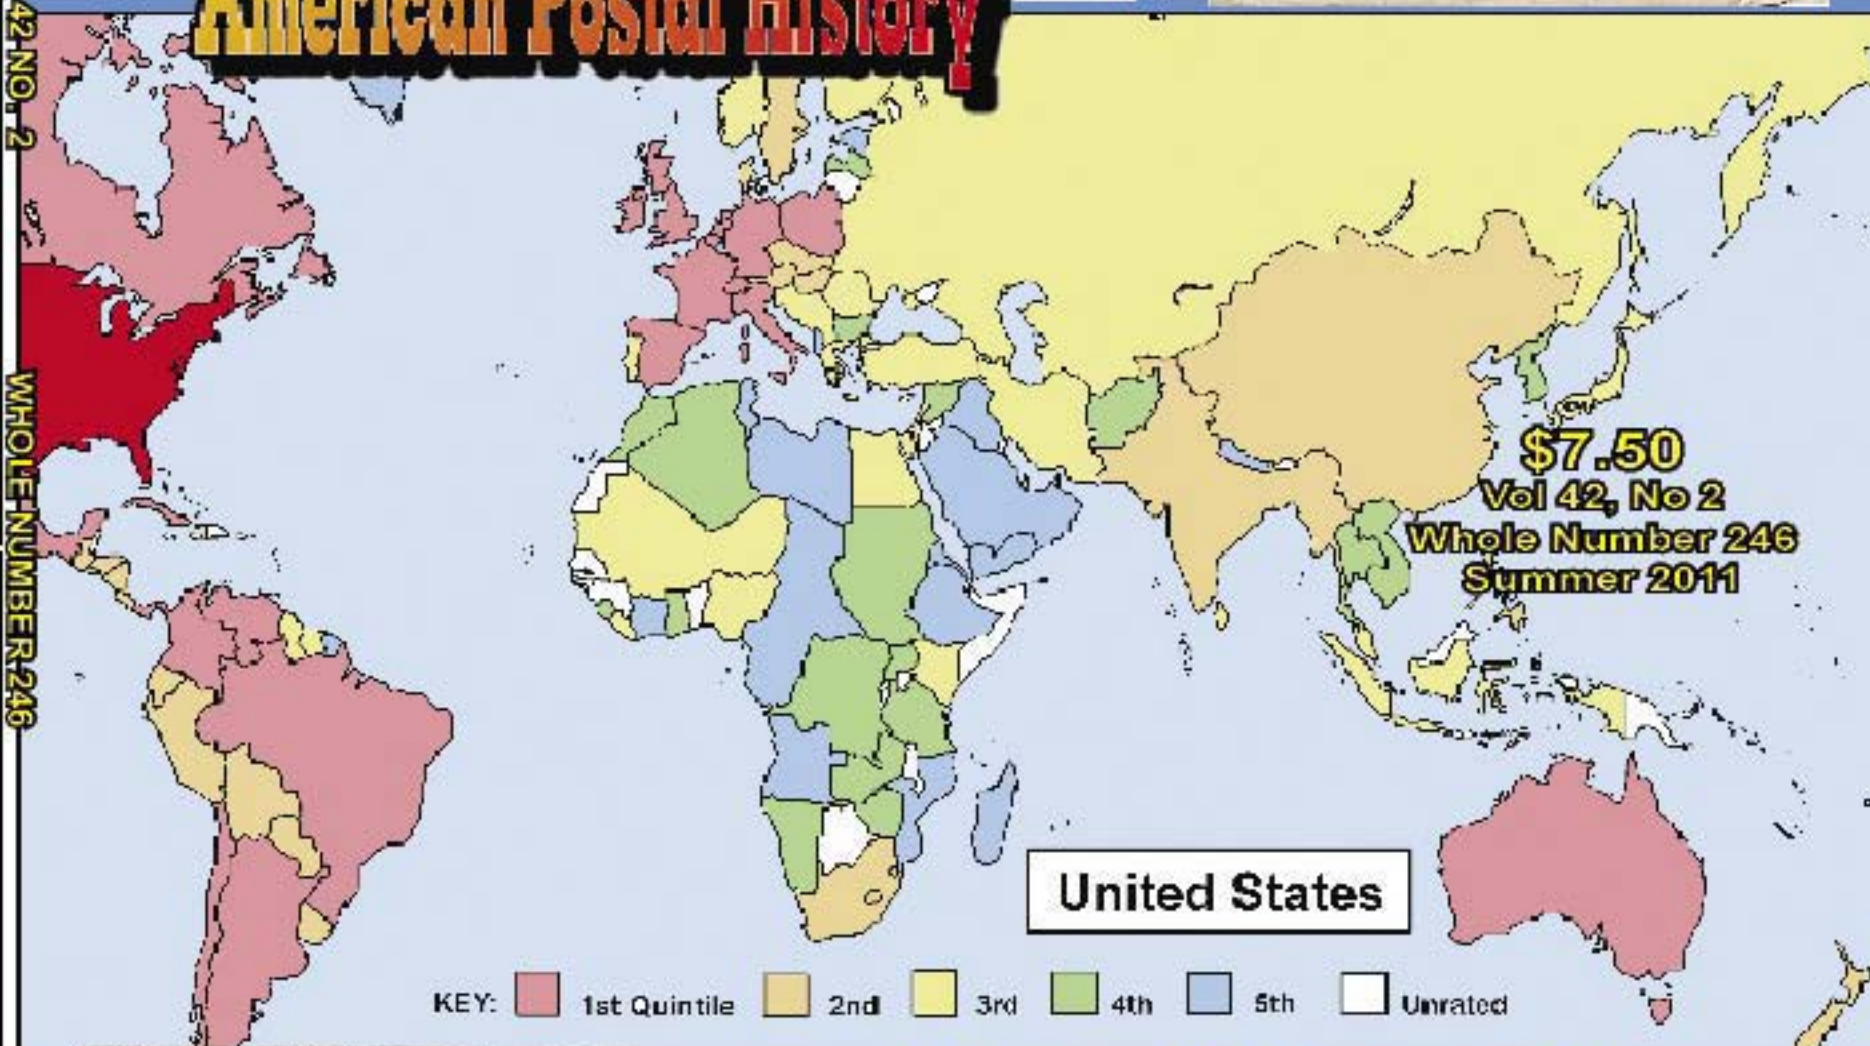 American Postal History
42 NO. 2
WHOLE NUMBER 246
$7.50
Vol 42, No 2
Whole Number 246
Summer 2011
United States
KEY: 1st Quintile 2nd 3rd 4th 5th Unrated